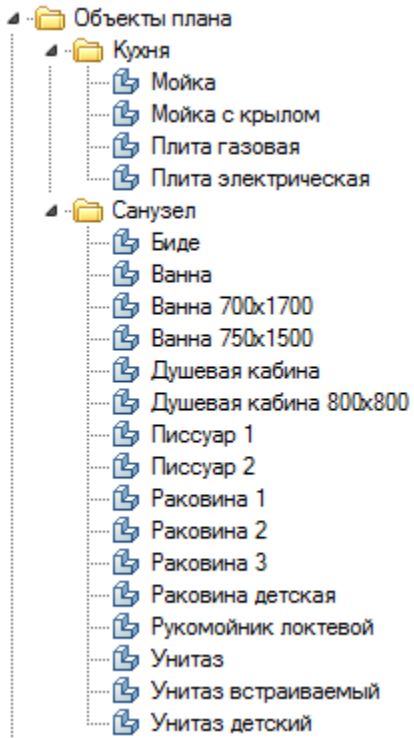 Объекты плана
Кухня
Мойка
Мойка с крылом
Плита газовая
Плита электрическая
Санузел
Биде
Ванна
Ванна 700x1700
Ванна 750x1500
Душевая кабина
Душевая кабина 800x800
Писсуар 1
Писсуар 2
Раковина 1
Раковина 2
Раковина 3
Раковина детская
Рукомойник локтевой
Унитаз
Унитаз встраиваемый
Унитаз детский